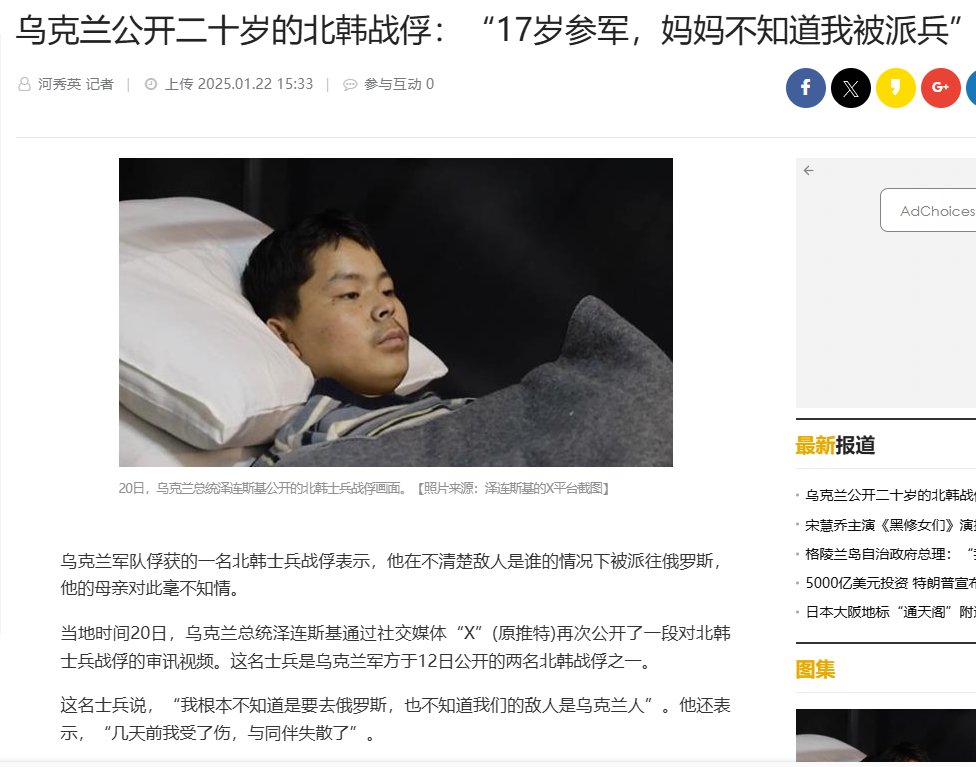 乌克兰公开二十岁的北韩战俘：“17岁参军，妈妈不知道我被派兵”
河秀英 记者 | 上传 2025.01.22 15:33 | 参与互动 0
f X G+
AdChoices
20日，乌克兰总统泽连斯基公开的北韩士兵战俘画面。【照片来源：泽连斯基的X平台截图】
乌克兰军队俘获的一名北韩士兵战俘表示，他在不清楚敌人是谁的情况下被派往俄罗斯，
他的母亲对此毫不知情。
当地时间20日，乌克兰总统泽连斯基通过社交媒体“X”(原推特)再次公开了一段对北韩
士兵战俘的审讯视频。这名士兵是乌克兰军方于12日公开的两名北韩战俘之一。
这名士兵说，“我根本不知道是要去俄罗斯，也不知道我们的敌人是乌克兰人”。他还表
示，“几天前我受了伤，与同伴失散了”。
最新报道
乌克兰公开二十岁的北韩战
宋慧乔主演《黑修女们》演
格陵兰岛自治政府总理：“
5000亿美元投资 特朗普宣
日本大阪地标“通天阁”附
图集